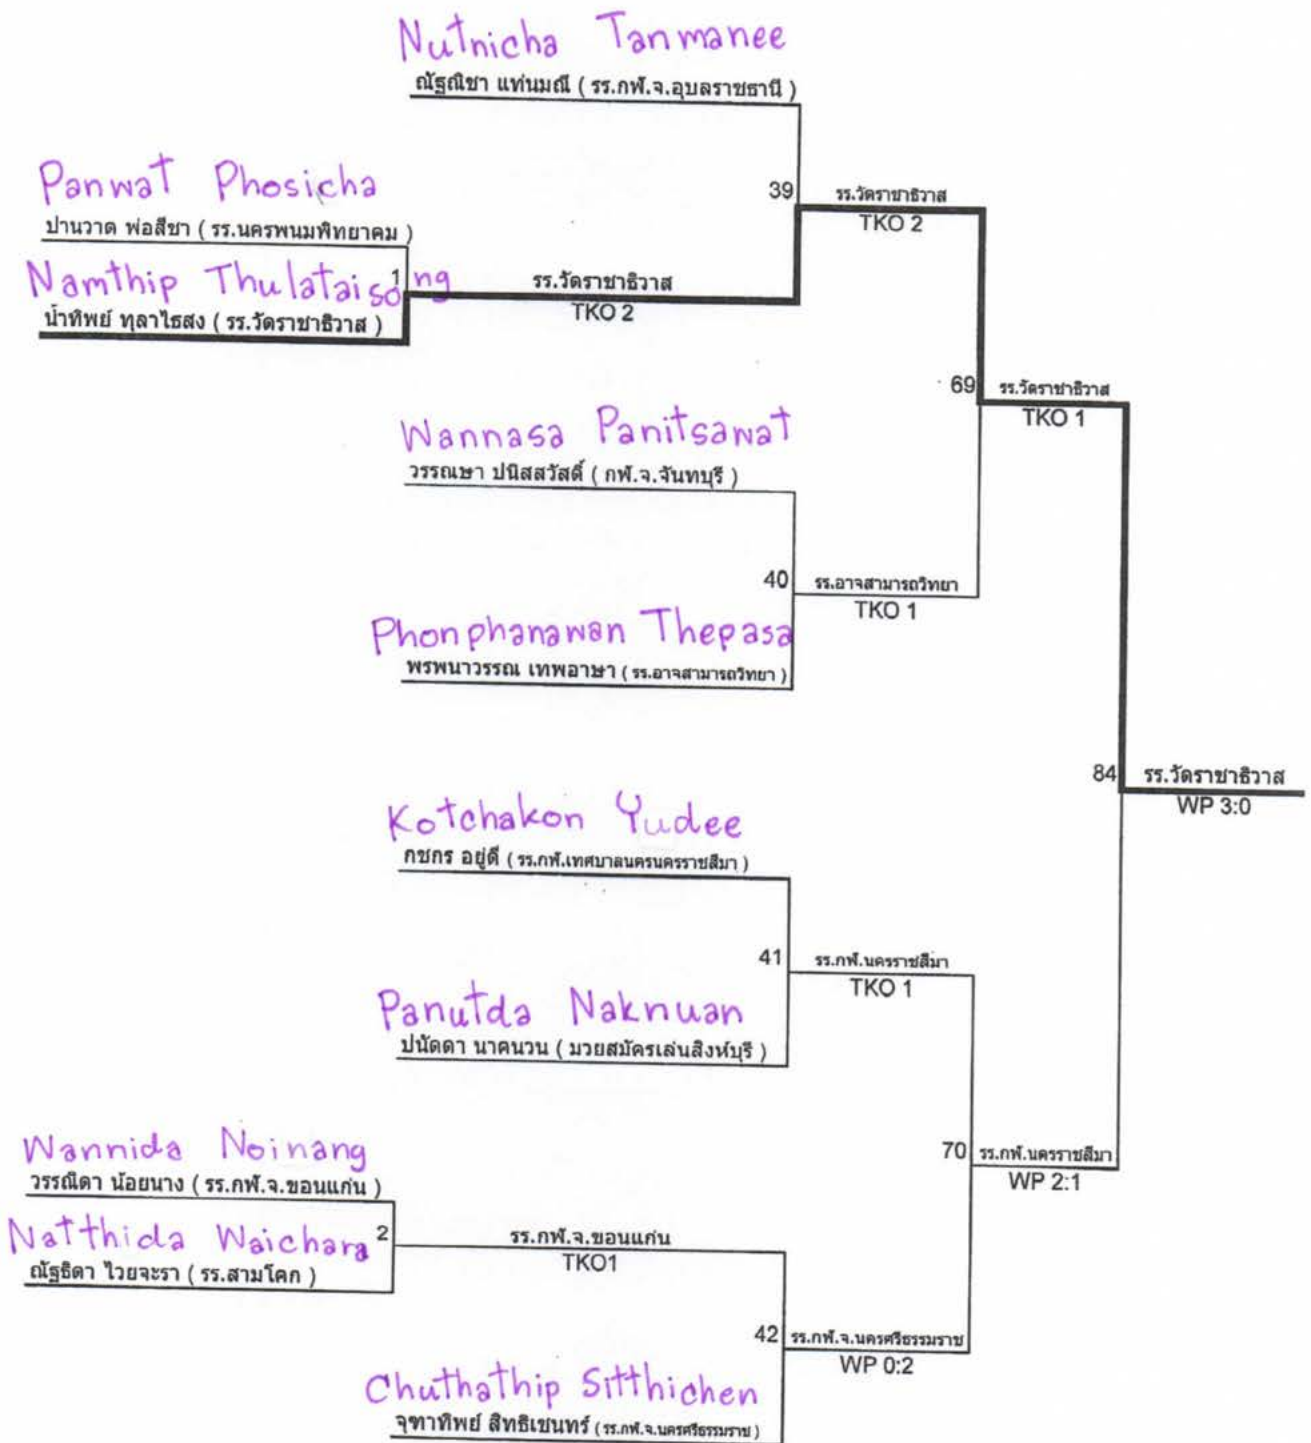 Nutnicha Tanmanee
ณัฐณิชา แท่นมณี ( รร.กฬ.จ.อุบลราชธานี )
39
รร.วัดราชาธิวาส
TKO 2
Panwat Phosicha
ปานวาด พ่อสีชา ( รร.นครพนมพิทยาคม )
Namthip Thulataisong
1
น้ำทิพย์ ทุลาไธสง ( รร.วัดราชาธิวาส )
รร.วัดราชาธิวาส
TKO 2
69
รร.วัดราชาธิวาส
TKO 1
Wannasa Panitsawat
วรรณษา ปนิสสวัสดิ์ ( กฬ.จ.จันทบุรี )
40
รร.อาจสามารถวิทยา
TKO 1
Phonphanawan Thepasa
พรพนาวรรณ เทพอาษา ( รร.อาจสามารถวิทยา )
84
รร.วัดราชาธิวาส
WP 3:0
Kotchakon Yudee
กชกร อยู่ดี ( รร.กฬ.เทศบาลนครนครราชสีมา )
41
รร.กฬ.นครราชสีมา
TKO 1
Panutda Naknuan
ปนัดดา นาคนวน ( มวยสมัครเล่นสิงห์บุรี )
70
รร.กฬ.นครราชสีมา
WP 2:1
Wannida Noinang
วรรณิดา น้อยนาง ( รร.กฬ.จ.ขอนแก่น )
Natthida Waichara
2
ณัฐธิดา ไวยจะรา ( รร.สามโคก )
รร.กฬ.จ.ขอนแก่น
TKO1
42
รร.กฬ.จ.นครศรีธรรมราช
WP 0:2
Chuthathip Sitthichen
จุฑาทิพย์ สิทธิเชนทร์ ( รร.กฬ.จ.นครศรีธรรมราช )